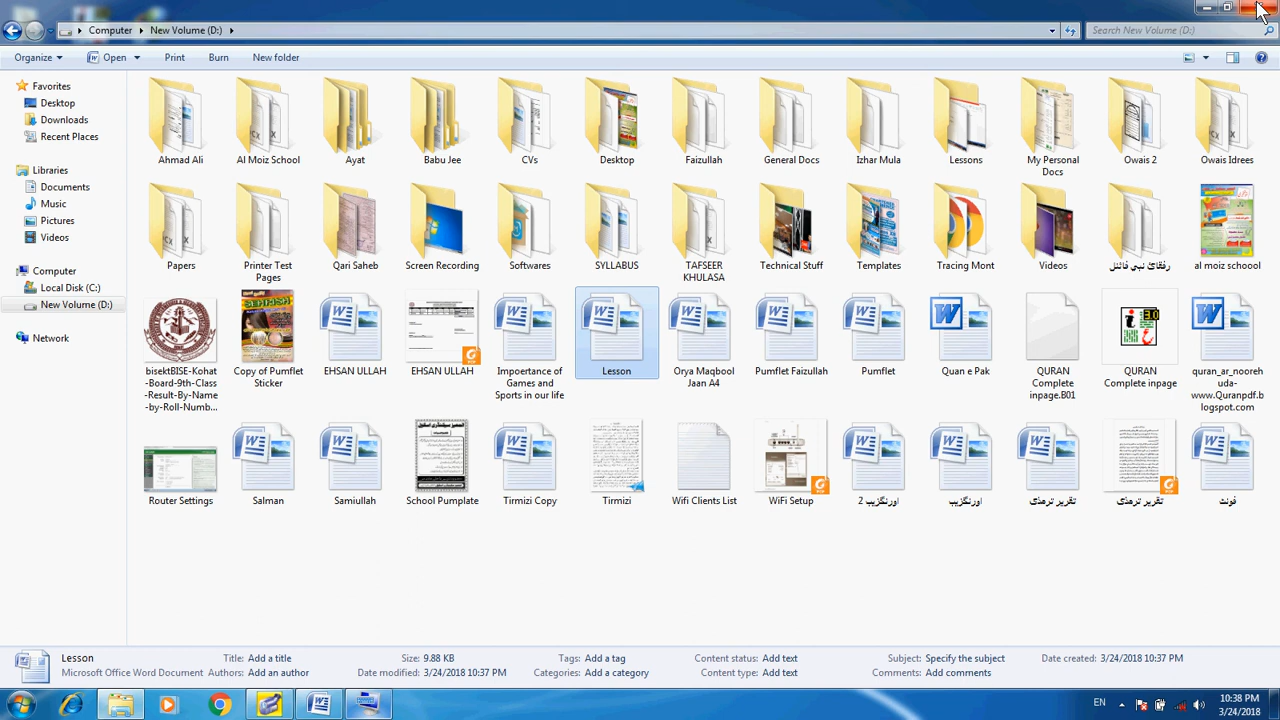 Computer New Volume (D:) Search New Volume (D:)
Organize Open Print Burn New folder
Favorites
Desktop
Downloads
Recent Places
Libraries
Documents
Music
Pictures
Videos
Computer
Local Disk (C:)
New Volume (D:)
Network
Ahmad Ali
Al Moiz School
Ayat
Babu Jee
CVs
Desktop
Faizullah
General Docs
Izhar Mula
Lessons
My Personal
Docs
Owais 2
Owais Idrees
Papers
Printer Test
Pages
Qari Saheb
Screen Recording
Softwares
SYLLABUS
TAFSEER
KHULASA
Technical Stuff
Templates
Tracing Mont
Videos
al moiz schoool
bisektBISE-Kohat
-Board-9th-Class
-Result-By-Name
-by-Roll-Numb...
Copy of Pumflet
Sticker
EHSAN ULLAH
EHSAN ULLAH
Impoertance of
Games and
Sports in our life
Lesson
Orya Maqbool
Jaan A4
Pumflet Faizullah
Pumflet
Quan e Pak
QURAN
Complete
inpage.B01
QURAN
Complete inpage
quran_ar_nooreh
uda-
www.Quranpdf.b
logspot.com
Router Settings
Salman
Samiullah
School Pumplate
Tirmizi Copy
Tirmizi
Wifi Clients List
WiFi Setup
اورنگزیب 2
اورنگزیب
تقریر ترمذی
تقریر ترمذی
فونٹ
Lesson Title: Add a title Size: 9.88 KB Tags: Add a tag Content status: Add text Subject: Specify the subject Date created: 3/24/2018 10:37 PM
Microsoft Office Word Document Authors: Add an author Date modified: 3/24/2018 10:37 PM Categories: Add a category Content type: Add text Comments: Add comments
EN 10:38 PM
3/24/2018